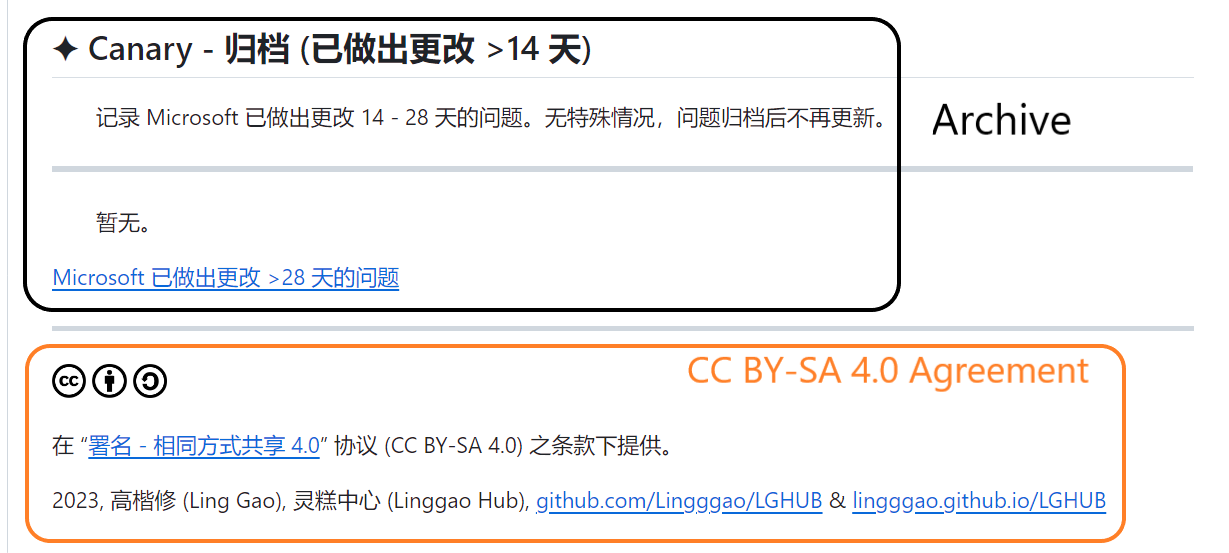 ✦ Canary - 归档 (已做出更改 >14 天)
记录 Microsoft 已做出更改 14 - 28 天的问题。无特殊情况，问题归档后不再更新。
Archive
暂无。
Microsoft 已做出更改 >28 天的问题
CC BY-SA 4.0 Agreement
在 “署名 - 相同方式共享 4.0” 协议 (CC BY-SA 4.0) 之条款下提供。
2023, 高楷修 (Ling Gao), 灵糕中心 (Linggao Hub), github.com/Lingggao/LGHUB & lingggao.github.io/LGHUB